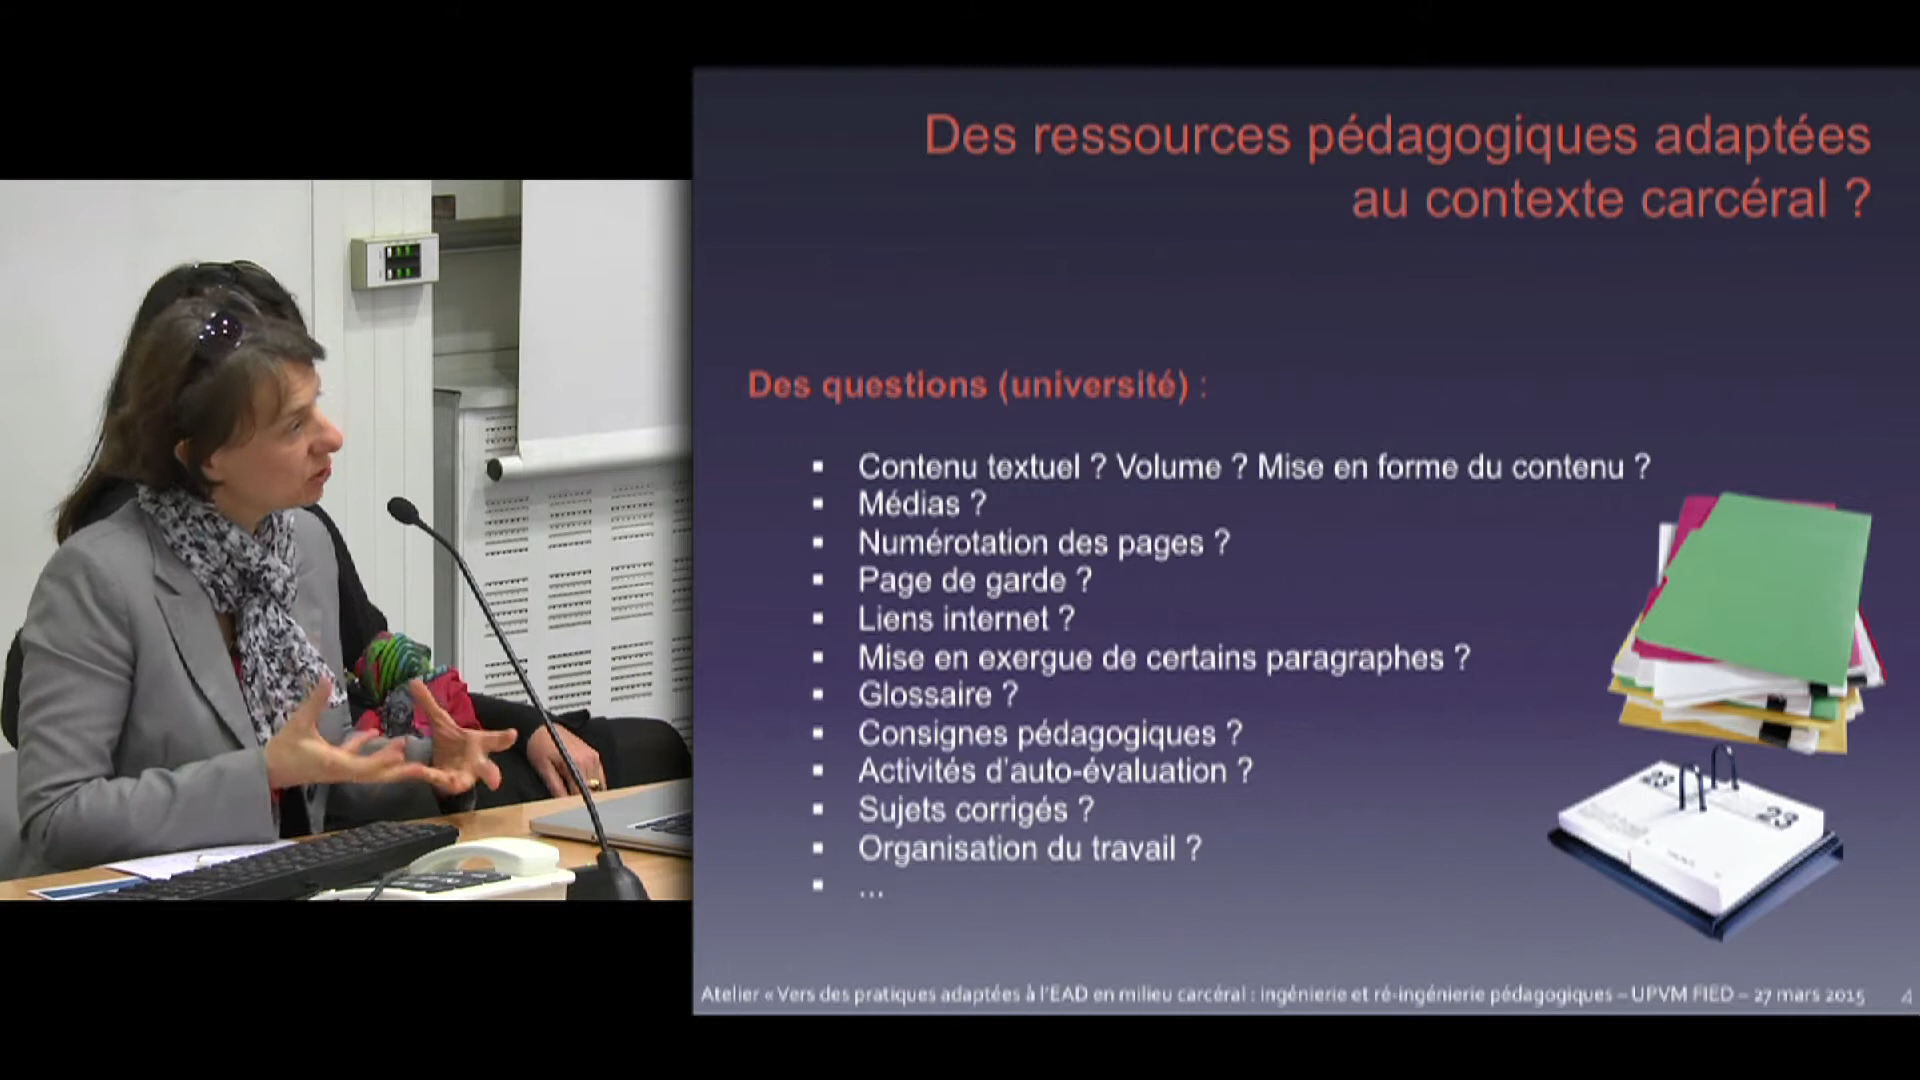 Des ressources pédagogiques adaptées
au contexte carcéral ?
Des questions (université) :
▪ Contenu textuel ? Volume ? Mise en forme du contenu ?
▪ Médias ?
▪ Numérotation des pages ?
▪ Page de garde ?
▪ Liens internet ?
▪ Mise en exergue de certains paragraphes ?
▪ Glossaire ?
▪ Consignes pédagogiques ?
▪ Activités d'auto-évaluation ?
▪ Sujets corrigés ?
▪ Organisation du travail ?
▪ ...
23
23
Atelier « Vers des pratiques adaptées à l'EAD en milieu carcéral : ingénierie et ré-ingénierie pédagogiques – UPVM FIED – 27 mars 2015 4